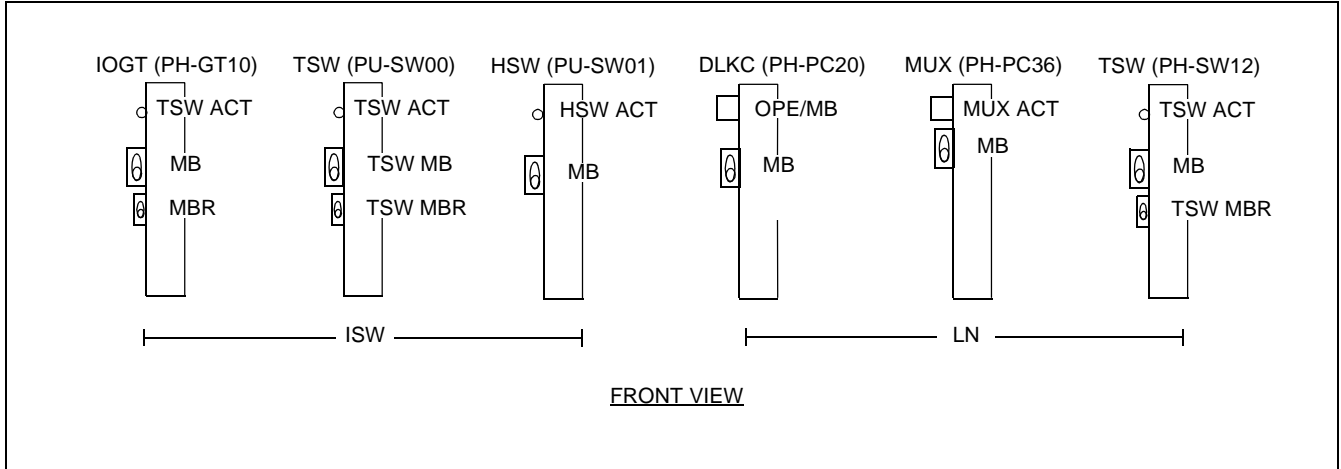 IOGT (PH-GT10) TSW (PU-SW00) HSW (PU-SW01) DLKC (PH-PC20) MUX (PH-PC36) TSW (PH-SW12)
TSW ACT TSW ACT HSW ACT OPE/MB MUX ACT TSW ACT
MB TSW MB MB MB MB MB
MBR TSW MBR TSW MBR
ISW LN
FRONT VIEW